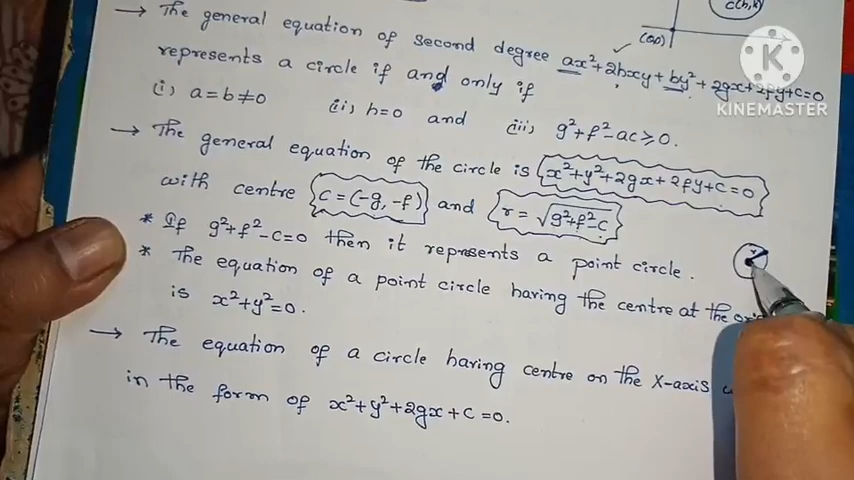 C(h,k)
(0,0)
→ The general equation of second degree ax²+2hxy+by²+2gx+2fy+c=0
represents a circle if and only if
(i) a=b≠0 (ii) h=0 and (iii) g²+f²-ac≥0.
→ The general equation of the circle is x²+y²+2gx+2fy+c=0
with centre c=(-g,-f) and r=√g²+f²-c
* If g²+f²-c=0 then it represents a point circle.
* The equation of a point circle having the centre at the
is x²+y²=0.
→ The equation of a circle having centre on the X-axis
in the form of x²+y²+2gx+c=0.
r
K
KINEMASTER